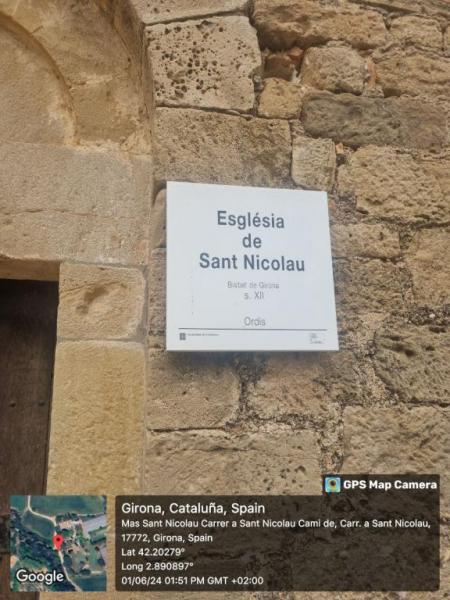 Església
de
Sant Nicolau
Bisbat de Girona
s. XII
Ordis
GPS Map Camera
Girona, Cataluña, Spain
Mas Sant Nicolau Carrer a Sant Nicolau Cami de, Carr. a Sant Nicolau,
17772, Girona, Spain
Lat 42.20279°
Long 2.890897°
01/06/24 01:51 PM GMT +02:00
Google